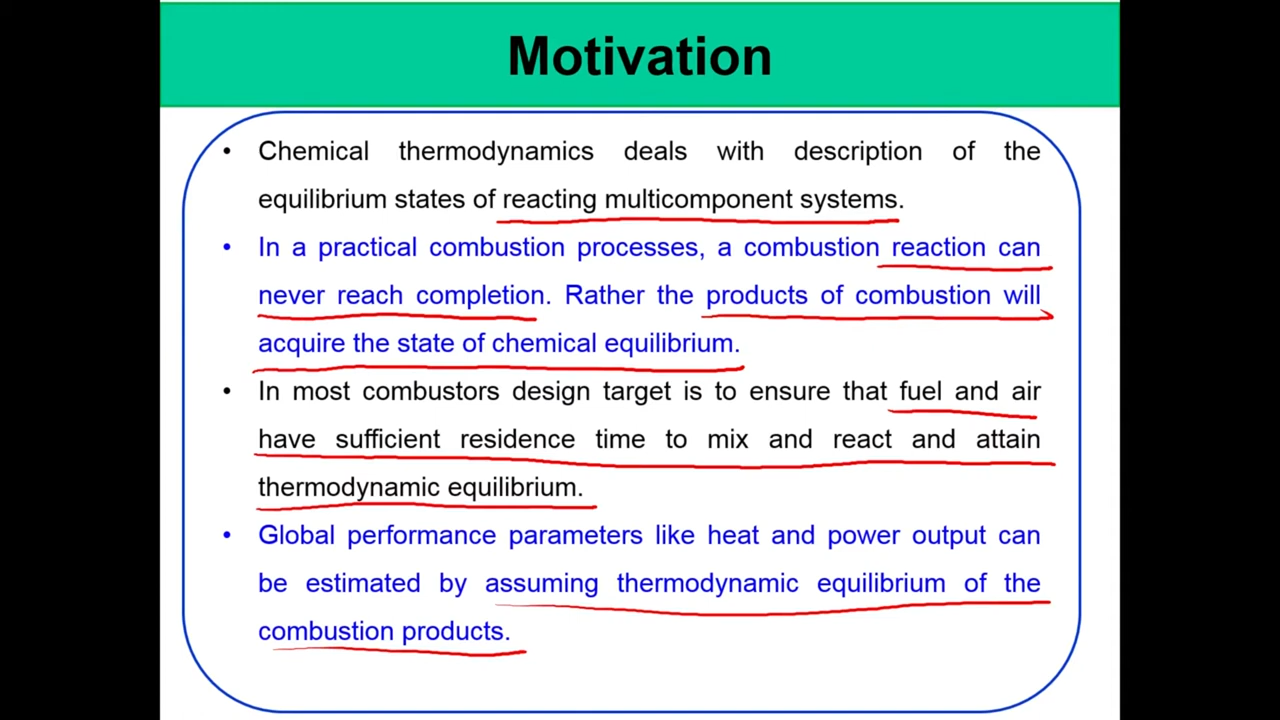 Motivation
• Chemical thermodynamics deals with description of the
equilibrium states of reacting multicomponent systems.
• In a practical combustion processes, a combustion reaction can
never reach completion. Rather the products of combustion will
acquire the state of chemical equilibrium.
• In most combustors design target is to ensure that fuel and air
have sufficient residence time to mix and react and attain
thermodynamic equilibrium.
• Global performance parameters like heat and power output can
be estimated by assuming thermodynamic equilibrium of the
combustion products.